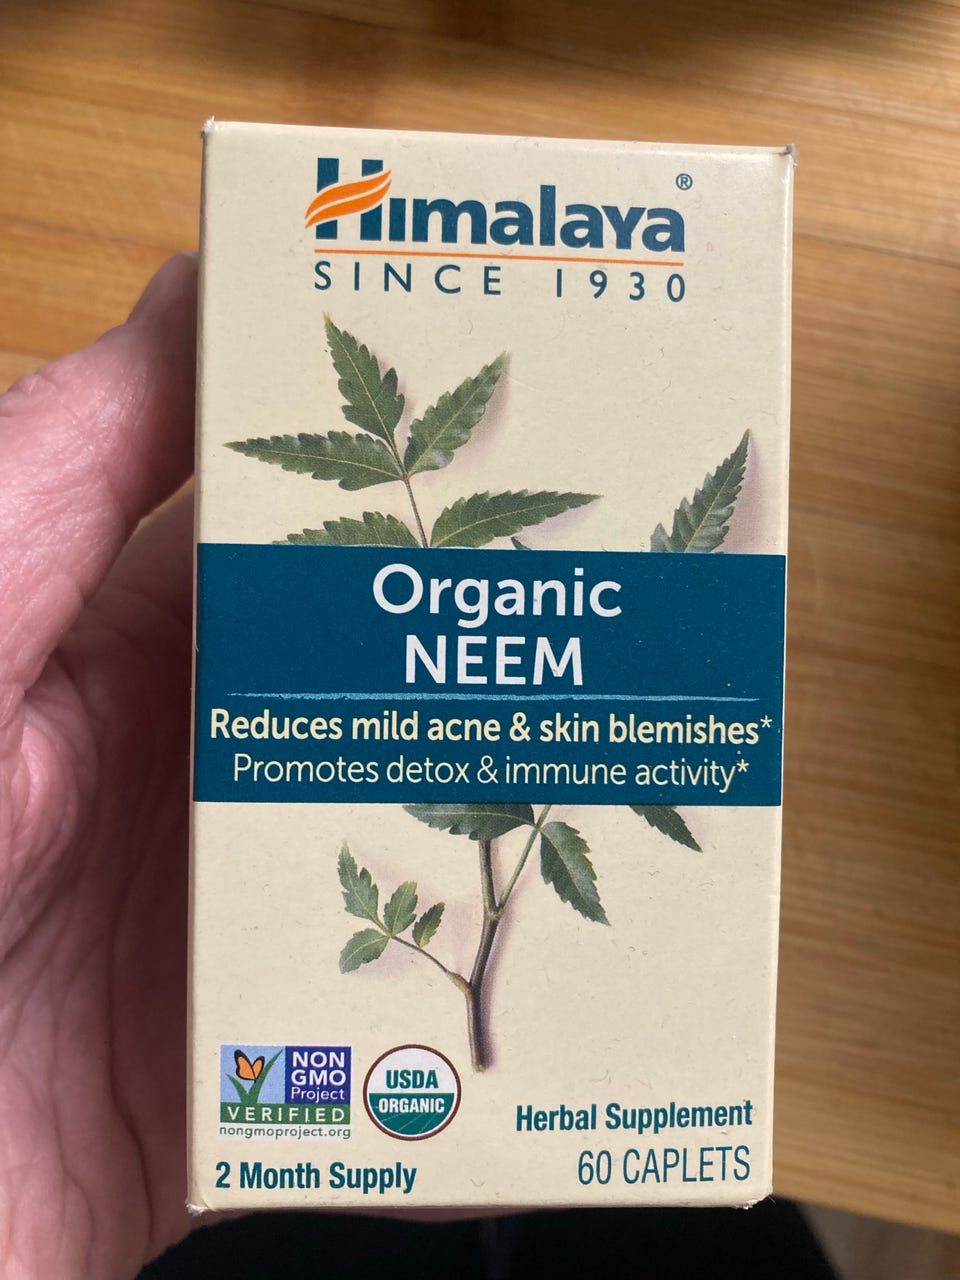 Himalaya®
SINCE 1930
Organic
NEEM
Reduces mild acne & skin blemishes*
Promotes detox & immune activity*
NON
GMO
Project
VERIFIED
nongmoproject.org
USDA
ORGANIC
Herbal Supplement
2 Month Supply
60 CAPLETS